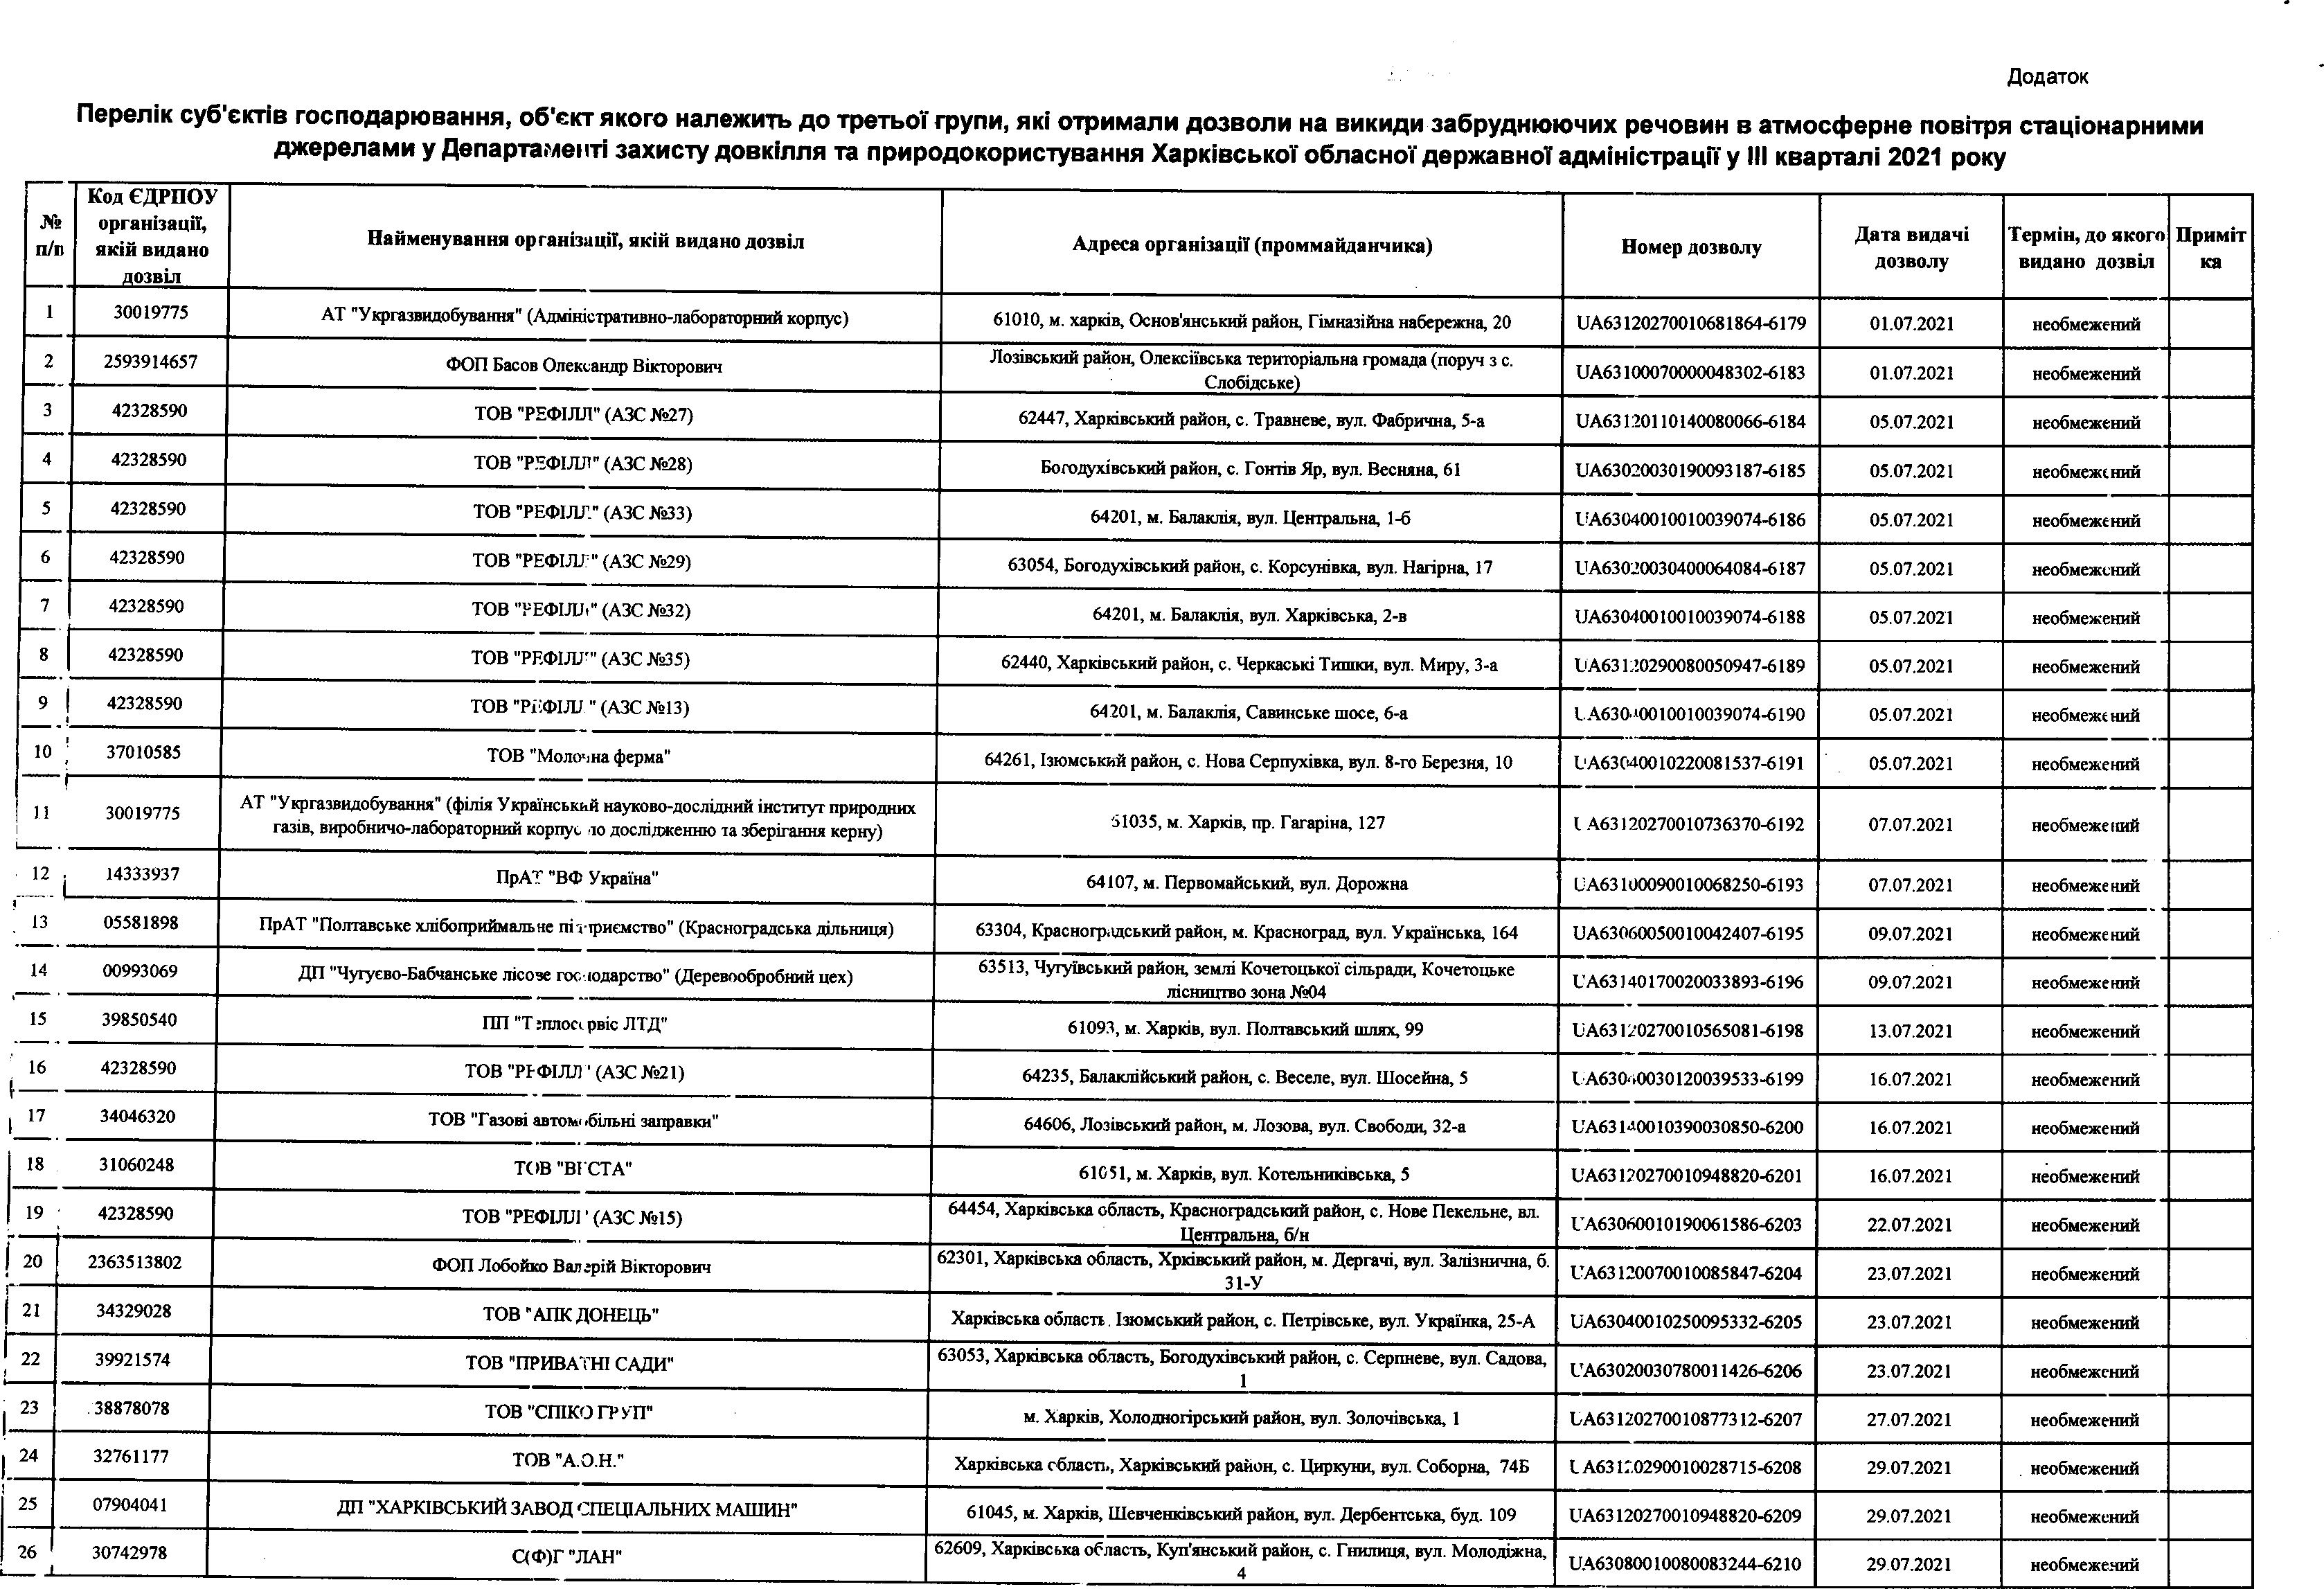 Додаток
Перелік суб'єктів господарювання, об'єкт якого належить до третьої групи, які отримали дозволи на викиди забруднюючих речовин в атмосферне повітря стаціонарними
джерелами у Департаменті захисту довкілля та природокористування Харківської обласної державної адміністрації у III кварталі 2021 року
№ п/п Код ЄДРПОУ організації, якій видано дозвіл Найменування організації, якій видано дозвіл Адреса організації (проммайданчика) Номер дозволу Дата видачі дозволу Термін, до якого видано дозвіл Приміт ка
1 30019775 АТ "Укргазвидобування" (Адміністративно-лабораторний корпус) 61010, м. харків, Основ'янський район, Гімназійна набережна, 20 UA63120270010681864-6179 01.07.2021 необмежений
2 2593914657 ФОП Басов Олександр Вікторович Лозівський район, Олексіївська територіальна громада (поруч з с. Слобідське) UA63100070000048302-6183 01.07.2021 необмежений
3 42328590 ТОВ "РЕФІЛЛ" (АЗС №27) 62447, Харківський район, с. Травневе, вул. Фабрична, 5-а UA63120110140080066-6184 05.07.2021 необмежений
4 42328590 ТОВ "РЕФІЛЛ" (АЗС №28) Богодухівський район, с. Гонтів Яр, вул. Весняна, 61 UA63020030190093187-6185 05.07.2021 необмежений
5 42328590 ТОВ "РЕФІЛЛ" (АЗС №33) 64201, м. Балаклія, вул. Центральна, 1-б UA63040010010039074-6186 05.07.2021 необмежений
6 42328590 ТОВ "РЕФІЛЛ" (АЗС №29) 63054, Богодухівський район, с. Корсунівка, вул. Нагірна, 17 UA63020030400064084-6187 05.07.2021 необмежений
7 42328590 ТОВ "РЕФІЛЛ" (АЗС №32) 64201, м. Балаклія, вул. Харківська, 2-в UA63040010010039074-6188 05.07.2021 необмежений
8 42328590 ТОВ "РЕФІЛЛ" (АЗС №35) 62440, Харківський район, с. Черкаські Тишки, вул. Миру, 3-а UA63120290080050947-6189 05.07.2021 необмежений
9 42328590 ТОВ "РЕФІЛЛ" (АЗС №13) 64201, м. Балаклія, Савинське шосе, 6-а UA63040010010039074-6190 05.07.2021 необмежений
10 37010585 ТОВ "Молочна ферма" 64261, Ізюмський район, с. Нова Серпухівка, вул. 8-го Березня, 10 UA63040010220081537-6191 05.07.2021 необмежений
11 30019775 АТ "Укргазвидобування" (філія Український науково-дослідний інститут природних газів, виробничо-лабораторний корпус по дослідженню та зберігання керну) 61035, м. Харків, пр. Гагаріна, 127 UA63120270010736370-6192 07.07.2021 необмежений
12 14333937 ПрАТ "ВФ Україна" 64107, м. Первомайський, вул. Дорожна UA63100090010068250-6193 07.07.2021 необмежений
13 05581898 ПрАТ "Полтавське хлібоприймальне підприємство" (Красноградська дільниця) 63304, Красноградський район, м. Красноград, вул. Українська, 164 UA63060050010042407-6195 09.07.2021 необмежений
14 00993069 ДП "Чугуєво-Бабчанське лісове господарство" (Деревообробний цех) 63513, Чугуївський район, землі Кочетоцької сільради, Кочетоцьке лісництво зона №04 UA63140170020033893-6196 09.07.2021 необмежений
15 39850540 ПП "Теплосервіс ЛТД" 61093, м. Харків, вул. Полтавський шлях, 99 UA63120270010565081-6198 13.07.2021 необмежений
16 42328590 ТОВ "РЕФІЛЛ" (АЗС №21) 64235, Балаклійський район, с. Веселе, вул. Шосейна, 5 UA63040030120039533-6199 16.07.2021 необмежений
17 34046320 ТОВ "Газові автомобільні заправки" 64606, Лозівський район, м. Лозова, вул. Свободи, 32-а UA63140010390030850-6200 16.07.2021 необмежений
18 31060248 ТОВ "ВЕСТА" 61051, м. Харків, вул. Котельниківська, 5 UA63120270010948820-6201 16.07.2021 необмежений
19 42328590 ТОВ "РЕФІЛЛ" (АЗС №15) 64454, Харківська область, Красноградський район, с. Нове Пекельне, вл. Центральна, б/н UA63060010190061586-6203 22.07.2021 необмежений
20 2363513802 ФОП Лобойко Валерій Вікторович 62301, Харківська область, Хрківський район, м. Дергачі, вул. Залізнична, б. 31-У UA63120070010085847-6204 23.07.2021 необмежений
21 34329028 ТОВ "АПК ДОНЕЦЬ" Харківська область, Ізюмський район, с. Петрівське, вул. Українка, 25-А UA63040010250095332-6205 23.07.2021 необмежений
22 39921574 ТОВ "ПРИВАТНІ САДИ" 63053, Харківська область, Богодухівський район, с. Серпневе, вул. Садова, 1 UA63020030780011426-6206 23.07.2021 необмежений
23 38878078 ТОВ "СПІКО ГРУП" м. Харків, Холодногірський район, вул. Золочівська, 1 UA63120270010877312-6207 27.07.2021 необмежений
24 32761177 ТОВ "А.О.Н." Харківська область, Харківський район, с. Циркуни, вул. Соборна, 74Б UA63120290010028715-6208 29.07.2021 необмежений
25 07904041 ДП "ХАРКІВСЬКИЙ ЗАВОД СПЕЦІАЛЬНИХ МАШИН" 61045, м. Харків, Шевченківський район, вул. Дербентська, буд. 109 UA63120270010948820-6209 29.07.2021 необмежений
26 30742978 С(Ф)Г "ЛАН" 62609, Харківська область, Куп'янський район, с. Гнилиця, вул. Молодіжна, 4 UA63080010080083244-6210 29.07.2021 необмежений